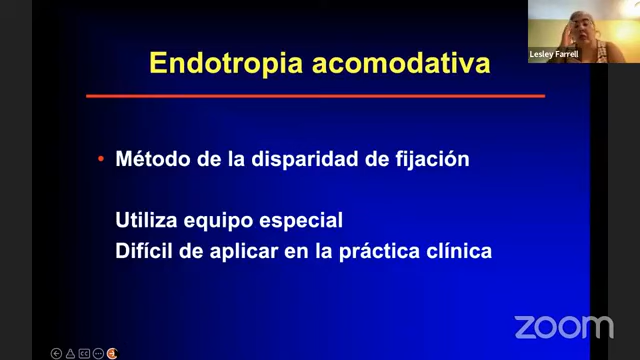 Endotropia acomodativa
Lesley Farrell
• Método de la disparidad de fijación
Utiliza equipo especial
Difícil de aplicar en la práctica clínica
zoom